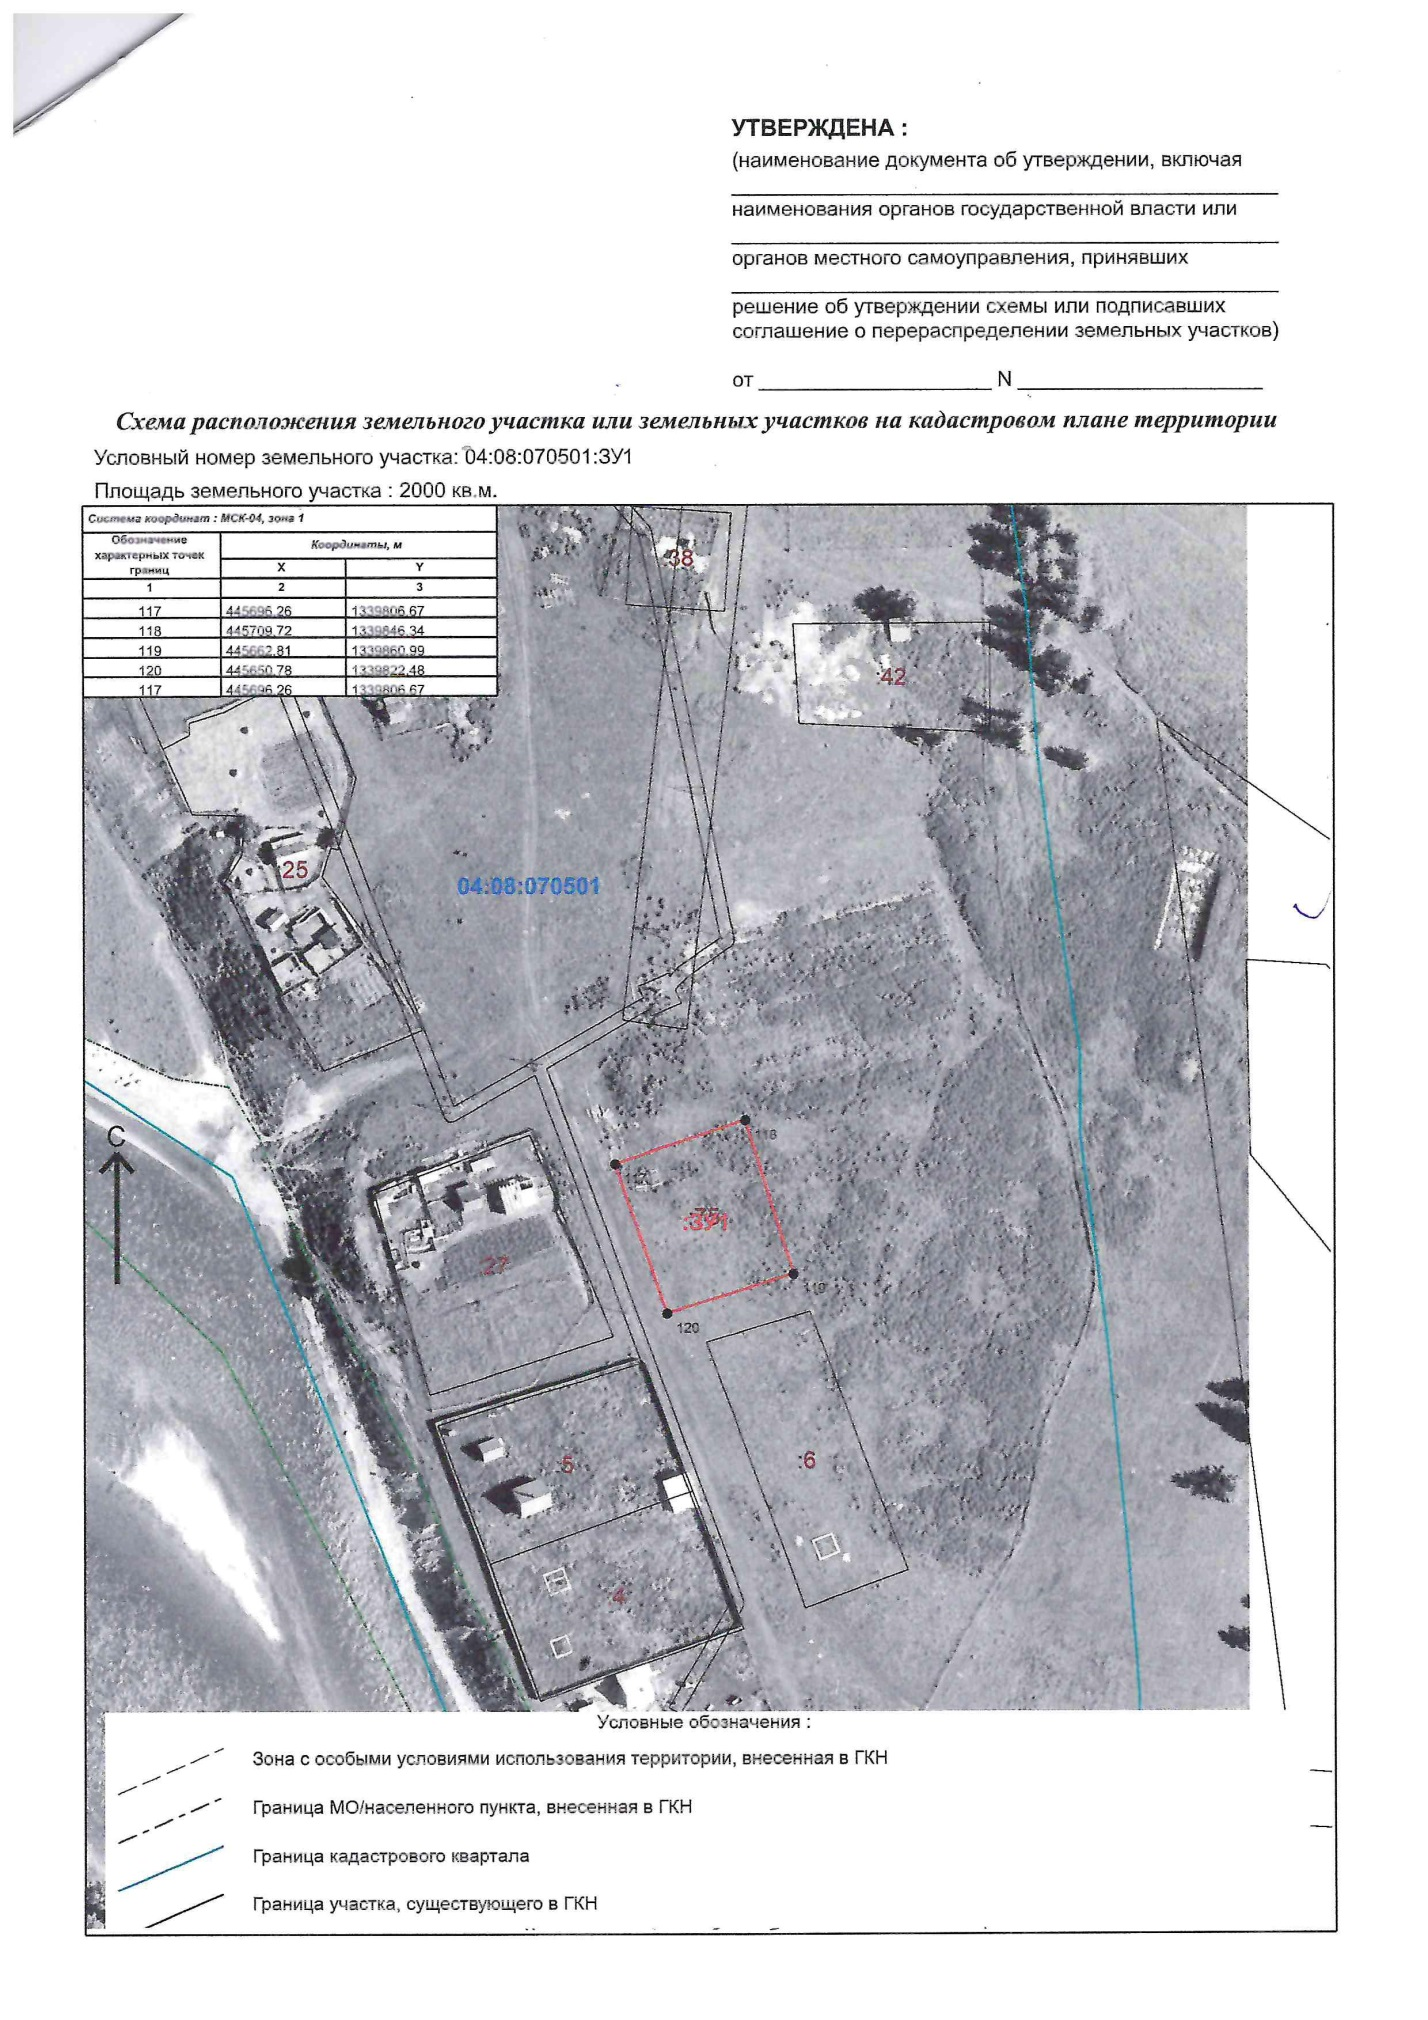 УТВЕРЖДЕНА :
(наименование документа об утверждении, включая
наименования органов государственной власти или
органов местного самоуправления, принявших
решение об утверждении схемы или подписавших
соглашение о перераспределении земельных участков)
от N
Схема расположения земельного участка или земельных участков на кадастровом плане территории
Условный номер земельного участка: 04:08:070501:ЗУ1
Площадь земельного участка : 2000 кв.м.
Система координат : МСК-04, зона 1
Обозначение характерных точек границ Координаты, м
X Y
1 2 3
117 445696.26 1339806.67
118 445709.72 1339846.34
119 445662.81 1339860.99
120 445650.78 1339822.48
117 445696.26 1339806.67
38
:42
25
04:08:070501
С
118
:ЗУ1
27
119
120
5
:6
4
Условные обозначения :
Зона с особыми условиями использования территории, внесенная в ГКН
Граница МО/населенного пункта, внесенная в ГКН
Граница кадастрового квартала
Граница участка, существующего в ГКН